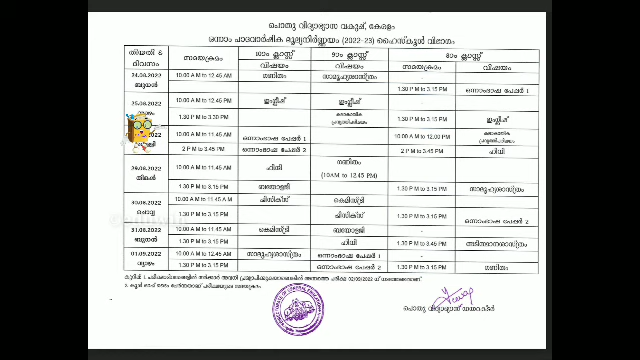 പൊതു വിദ്യാഭ്യാസ വകുപ്പ്, കേരളം
ഒന്നാം പാദവാർഷിക മൂല്യനിർണ്ണയം (2022-23) ഹൈസ്കൂൾ വിഭാഗം
തിയതി & ദിവസം സമയക്രമം 10ാം ക്ലാസ്സ് 9ാം ക്ലാസ്സ് 8ാം ക്ലാസ്സ്
വിഷയം വിഷയം സമയക്രമം വിഷയം
24.08.2022 ബുധൻ 10.00 A.M to 12.45 AM ഗണിതം സാമൂഹ്യശാസ്ത്രം
1.30 PM to 3.15 PM ഒന്നാംഭാഷ പേപ്പർ 1
25.08.2022 10.00 AM to 12.45 PM ഇംഗ്ലീഷ് ഇംഗ്ലീഷ് -
1.30 PM to 3.30 PM 1.30 PM to 3.15 PM ഇംഗ്ലീഷ്
2022 10.00 AM to 11.45 AM ഒന്നാംഭാഷ പേപ്പർ 1 10.00 AM to 12.00 PM
2 PM to 3.45 PM ഒന്നാംഭാഷ പേപ്പർ 2 2 PM to 3.45 PM ഹിന്ദി
29.08.2022 തിങ്കൾ 10.00 AM to 11.45 AM ഹിന്ദി ഗണിതം (10AM to 12.45 PM)
1.30 PM to 3.15 PM ബയോളജി 1.30 PM to 3.15 PM സാമൂഹ്യശാസ്ത്രം
30.08.2022 ചൊവ്വ 10.00 AM to 11.45 A M ഫിസിക്സ് കെമിസ്ട്രി
1.30 PM to 3.15 PM ഫിസിക്സ് 1.30 PM to 3.15 PM ഒന്നാംഭാഷ പേപ്പർ 2
31.08.2022 ബുധൻ 10.00 AM to 11.45 AM കെമിസ്ട്രി ബയോളജി -
1.30 PM to 3.15 PM ഹിന്ദി 1.30 PM to 3.45 PM അടിസ്ഥാനശാസ്ത്രം
01.09.2022 വ്യാഴം 10.00 AM to 12.45 AM സാമൂഹ്യശാസ്ത്രം ഒന്നാംഭാഷ പേപ്പർ 1 -
1.30 PM to 3.15 PM ഒന്നാംഭാഷ പേപ്പർ 2 1.30 PM to 3.15 PM ഗണിതം
പൊതു വിദ്യാഭ്യാസ ഡയറക്ടർ